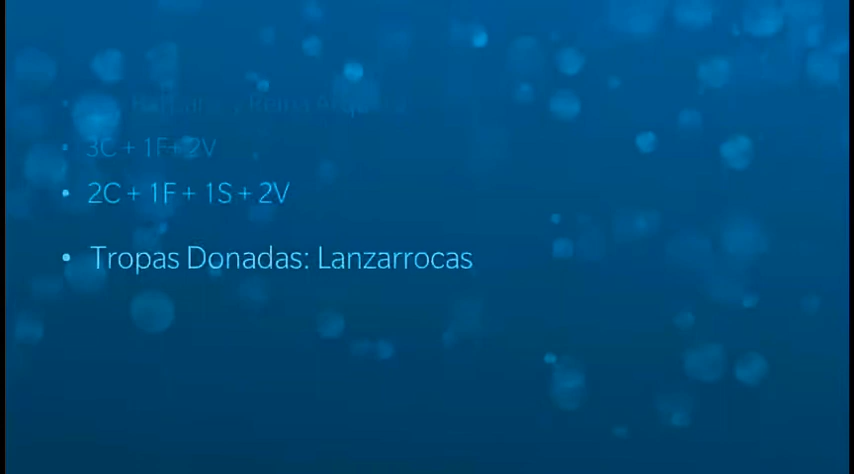 • 3C + 1F+ 2V
• 2C + 1F + 1S + 2V
• Tropas Donadas: Lanzarrocas